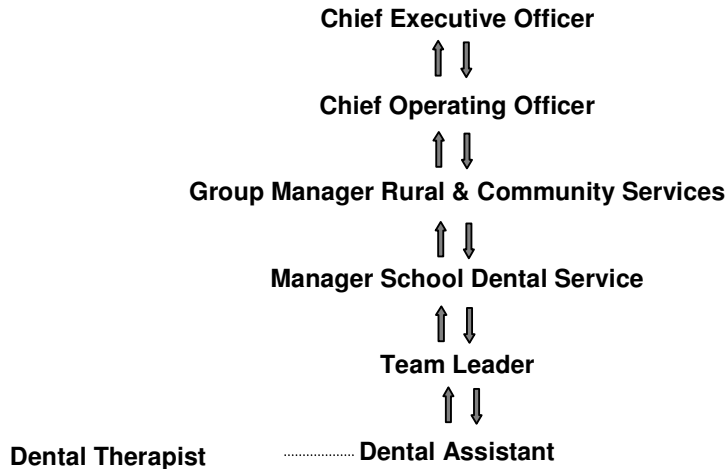 Chief Executive Officer
Chief Operating Officer
Group Manager Rural & Community Services
Manager School Dental Service
Team Leader
Dental Therapist ................... Dental Assistant